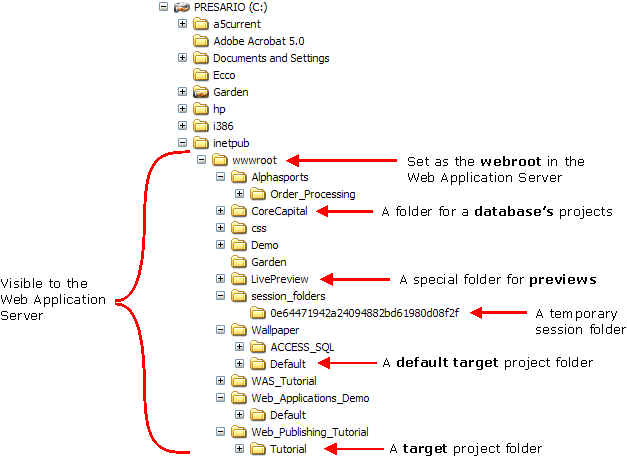 PRESARIO (C:)
a5current
Adobe Acrobat 5.0
Documents and Settings
Ecco
Garden
hp
i386
inetpub
wwwroot
Set as the webroot in the
Web Application Server
Alphasports
Order_Processing
CoreCapital
A folder for a database's projects
css
Demo
Garden
LivePreview
A special folder for previews
Visible to the
Web Application
Server
session_folders
0e64471942a24094882bd61980d08f2f
A temporary
session folder
Wallpaper
ACCESS_SQL
Default
A default target project folder
WAS_Tutorial
Web_Applications_Demo
Default
Web_Publishing_Tutorial
Tutorial
A target project folder